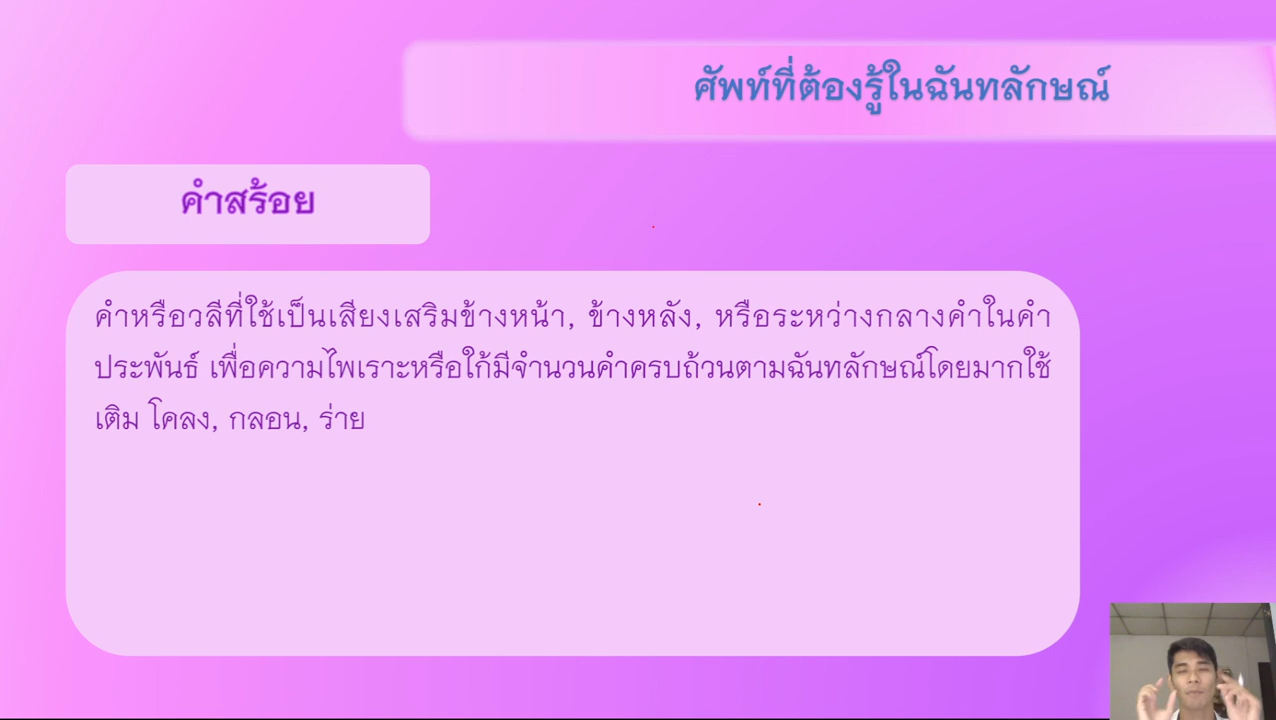 ศัพท์ที่ต้องรู้ในฉันทลักษณ์
คำสร้อย
คำหรือวลีที่ใช้เป็นเสียงเสริมข้างหน้า, ข้างหลัง, หรือระหว่างกลางคำในคำ
ประพันธ์ เพื่อความไพเราะหรือใก้มีจำนวนคำครบถ้วนตามฉันทลักษณ์โดยมากใช้
เติม โคลง, กลอน, ร่าย